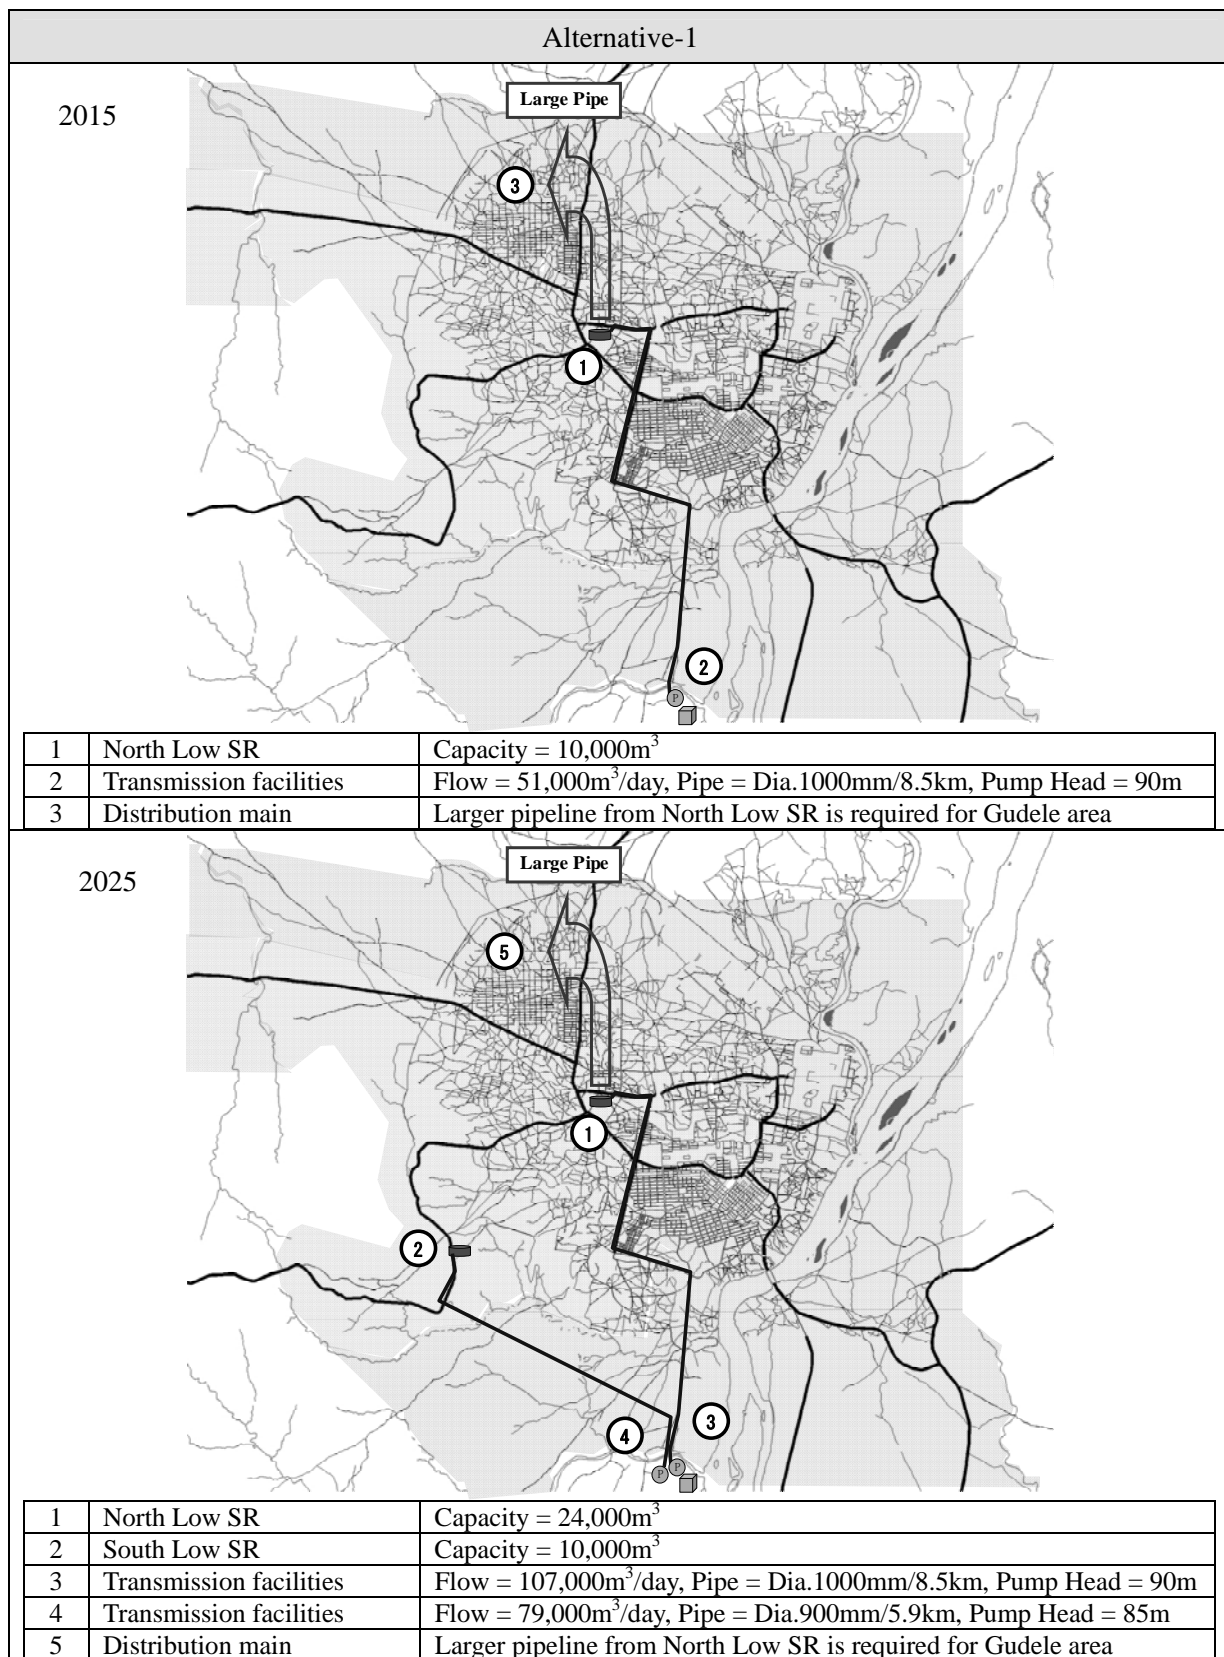 Alternative-1
2015
Large Pipe
3
1
2
P
1 North Low SR Capacity = 10,000m³
2 Transmission facilities Flow = 51,000m³/day, Pipe = Dia.1000mm/8.5km, Pump Head = 90m
3 Distribution main Larger pipeline from North Low SR is required for Gudele area
2025
Large Pipe
5
1
2
3
4
P P
1 North Low SR Capacity = 24,000m³
2 South Low SR Capacity = 10,000m³
3 Transmission facilities Flow = 107,000m³/day, Pipe = Dia.1000mm/8.5km, Pump Head = 90m
4 Transmission facilities Flow = 79,000m³/day, Pipe = Dia.900mm/5.9km, Pump Head = 85m
5 Distribution main Larger pipeline from North Low SR is required for Gudele area